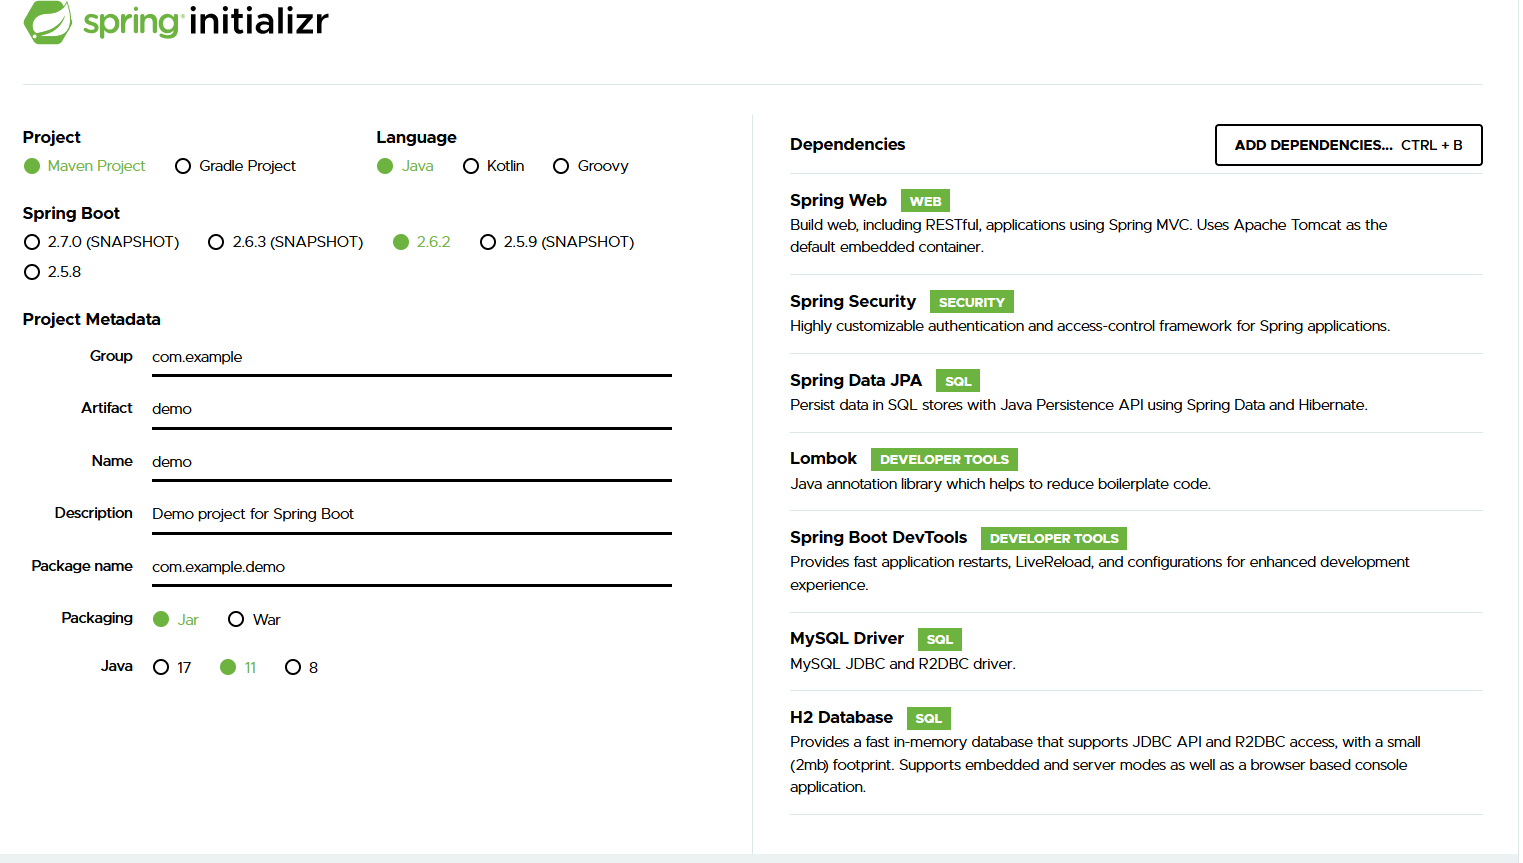 spring initializr
Project
Maven Project Gradle Project
Language
Java Kotlin Groovy
Spring Boot
2.7.0 (SNAPSHOT) 2.6.3 (SNAPSHOT) 2.6.2 2.5.9 (SNAPSHOT)
2.5.8
Project Metadata
Group com.example
Artifact demo
Name demo
Description Demo project for Spring Boot
Package name com.example.demo
Packaging Jar War
Java 17 11 8
Dependencies
ADD DEPENDENCIES... CTRL + B
Spring Web WEB
Build web, including RESTful, applications using Spring MVC. Uses Apache Tomcat as the
default embedded container.
Spring Security SECURITY
Highly customizable authentication and access-control framework for Spring applications.
Spring Data JPA SQL
Persist data in SQL stores with Java Persistence API using Spring Data and Hibernate.
Lombok DEVELOPER TOOLS
Java annotation library which helps to reduce boilerplate code.
Spring Boot DevTools DEVELOPER TOOLS
Provides fast application restarts, LiveReload, and configurations for enhanced development
experience.
MySQL Driver SQL
MySQL JDBC and R2DBC driver.
H2 Database SQL
Provides a fast in-memory database that supports JDBC API and R2DBC access, with a small
(2mb) footprint. Supports embedded and server modes as well as a browser based console
application.